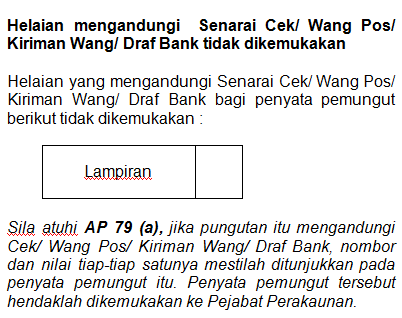 Helaian mengandungi Senarai Cek/ Wang Pos/
Kiriman Wang/ Draf Bank tidak dikemukakan
Helaian yang mengandungi Senarai Cek/ Wang Pos/
Kiriman Wang/ Draf Bank bagi penyata pemungut
berikut tidak dikemukakan :
Lampiran
Sila atuhi AP 79 (a), jika pungutan itu mengandungi
Cek/ Wang Pos/ Kiriman Wang/ Draf Bank, nombor
dan nilai tiap-tiap satunya mestilah ditunjukkan pada
penyata pemungut itu. Penyata pemungut tersebut
hendaklah dikemukakan ke Pejabat Perakaunan.